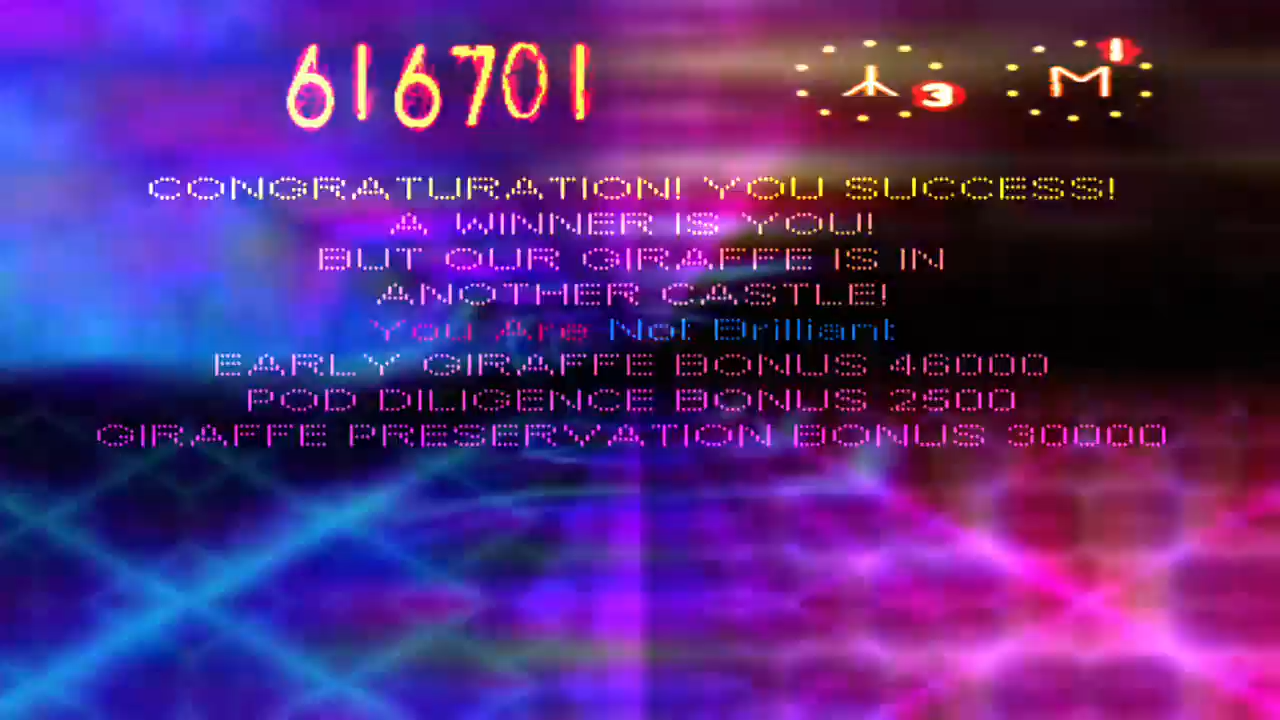 616701 3 M 1
CONGRATURATION! YOU SUCCESS!
A WINNER IS YOU!
BUT OUR GIRAFFE IS IN
ANOTHER CASTLE!
You Are Not Brilliant
EARLY GIRAFFE BONUS 46000
POD DILIGENCE BONUS 2500
GIRAFFE PRESERVATION BONUS 30000